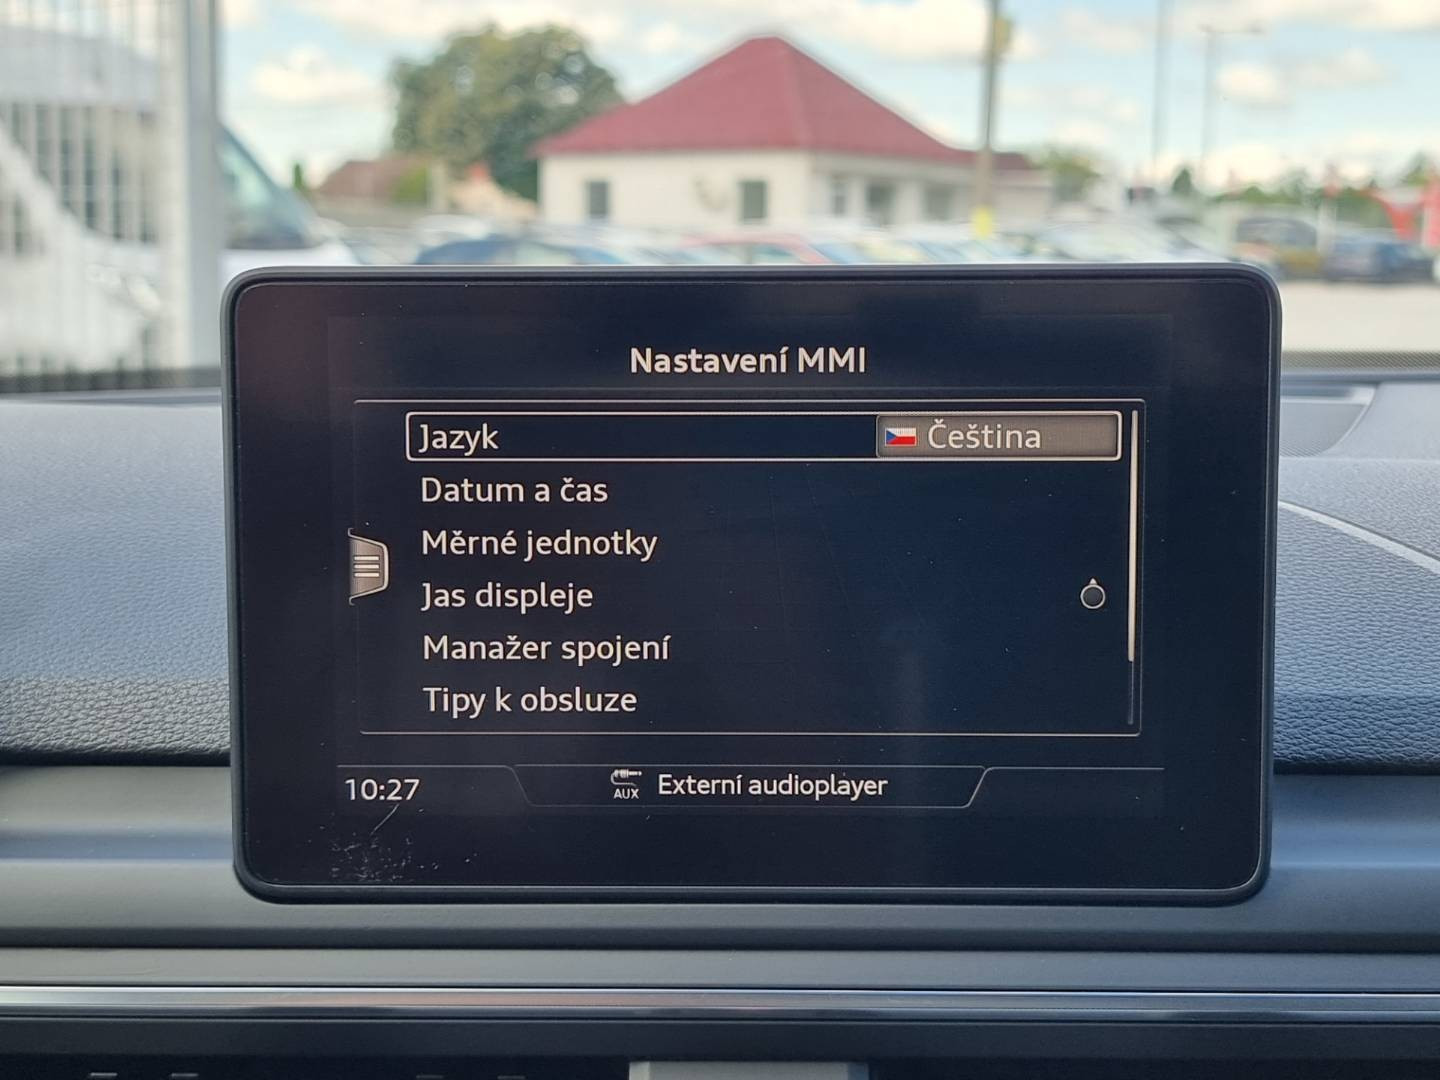 Nastavení MMI
Jazyk Čeština
Datum a čas
Měrné jednotky
Jas displeje
Manažer spojení
Tipy k obsluze
10:27 AUX Externí audioplayer